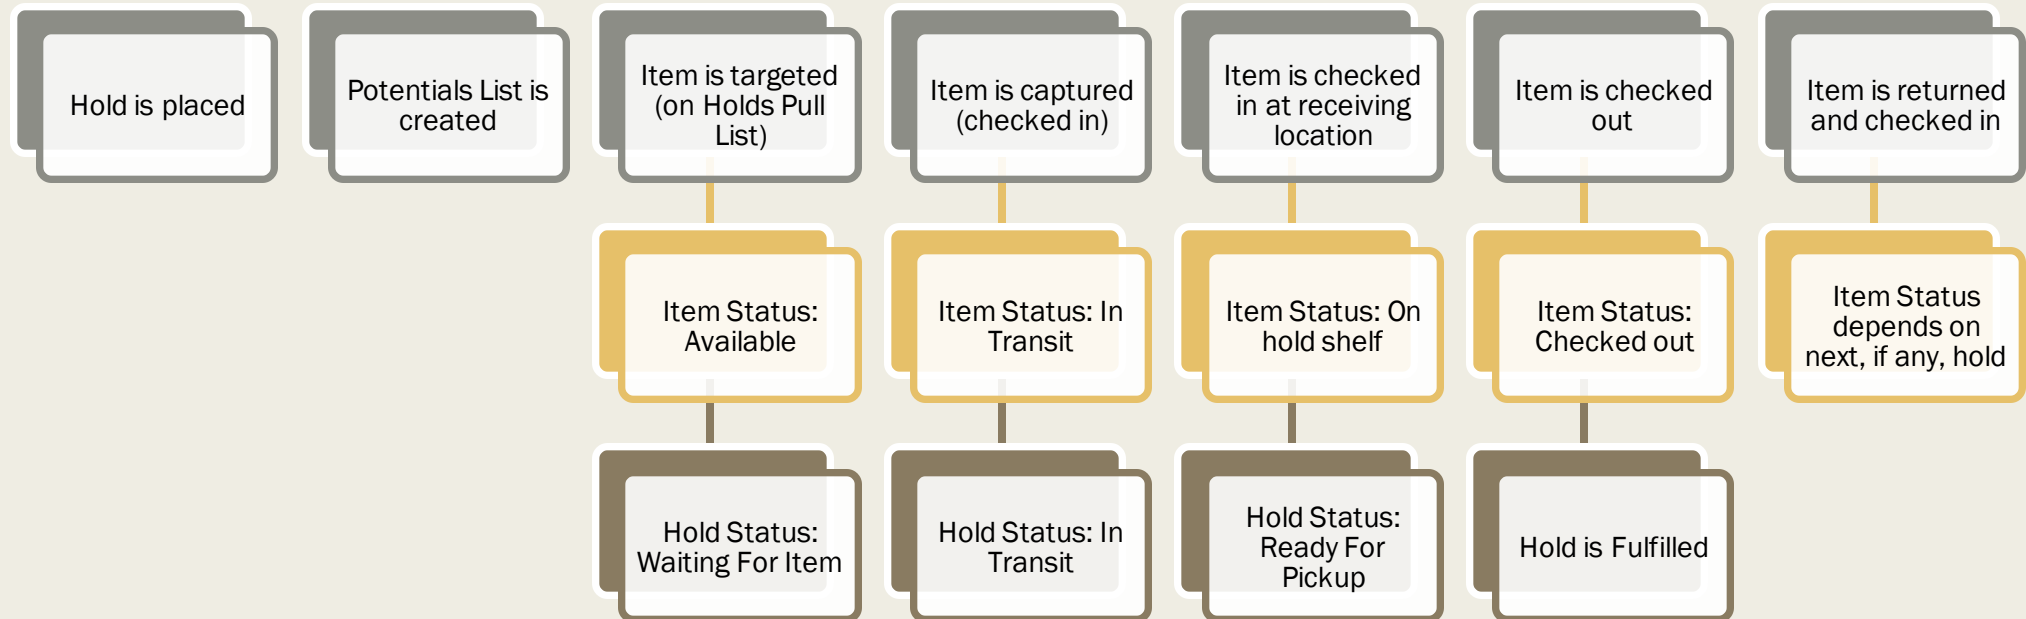 Hold is placed
Potentials List is
created
Item is targeted
(on Holds Pull
List)
Item is captured
(checked in)
Item is checked
in at receiving
location
Item is checked
out
Item is returned
and checked in
Item Status:
Available
Item Status: In
Transit
Item Status: On
hold shelf
Item Status:
Checked out
Item Status
depends on
next, if any, hold
Hold Status:
Waiting For Item
Hold Status: In
Transit
Hold Status:
Ready For
Pickup
Hold is Fulfilled